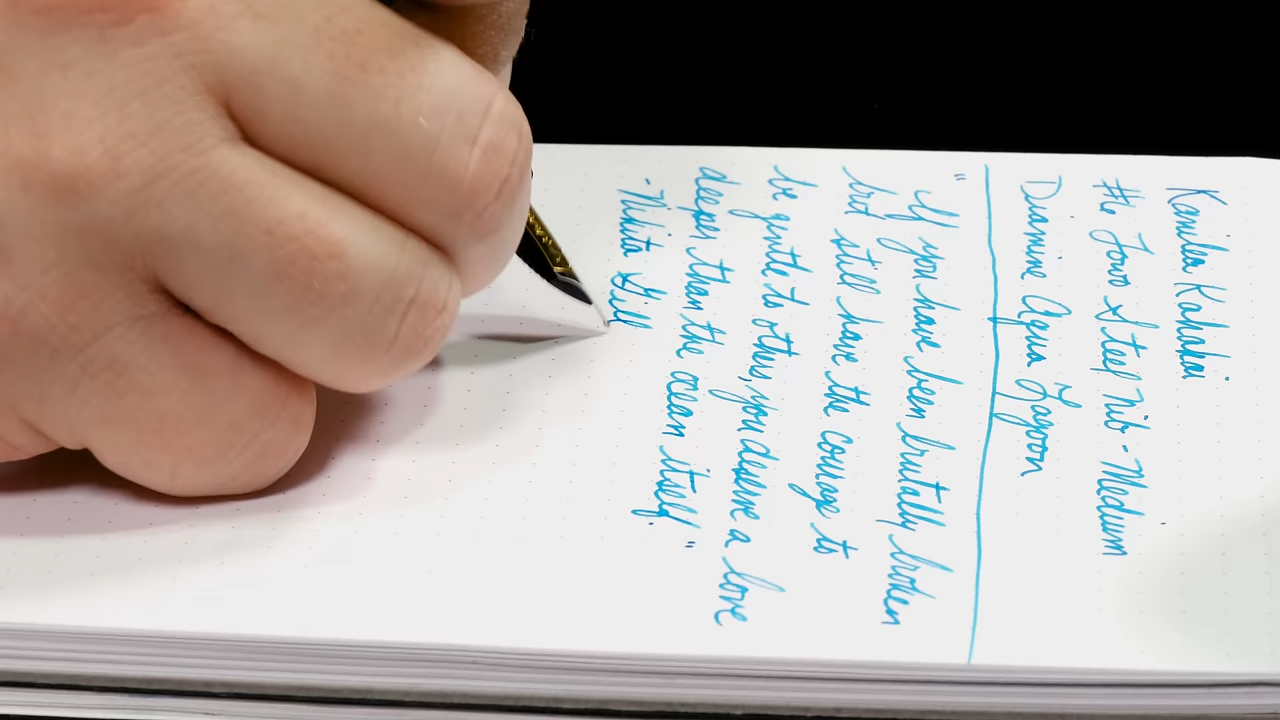 Kanilea Kahakai
#6 Jowo Steel Nib - Medium
Diamine Aqua Lagoon
"If you have been brutally broken
but still have the courage to
be gentle to others, you deserve a love
deeper than the ocean itself."
- Nikita Gill